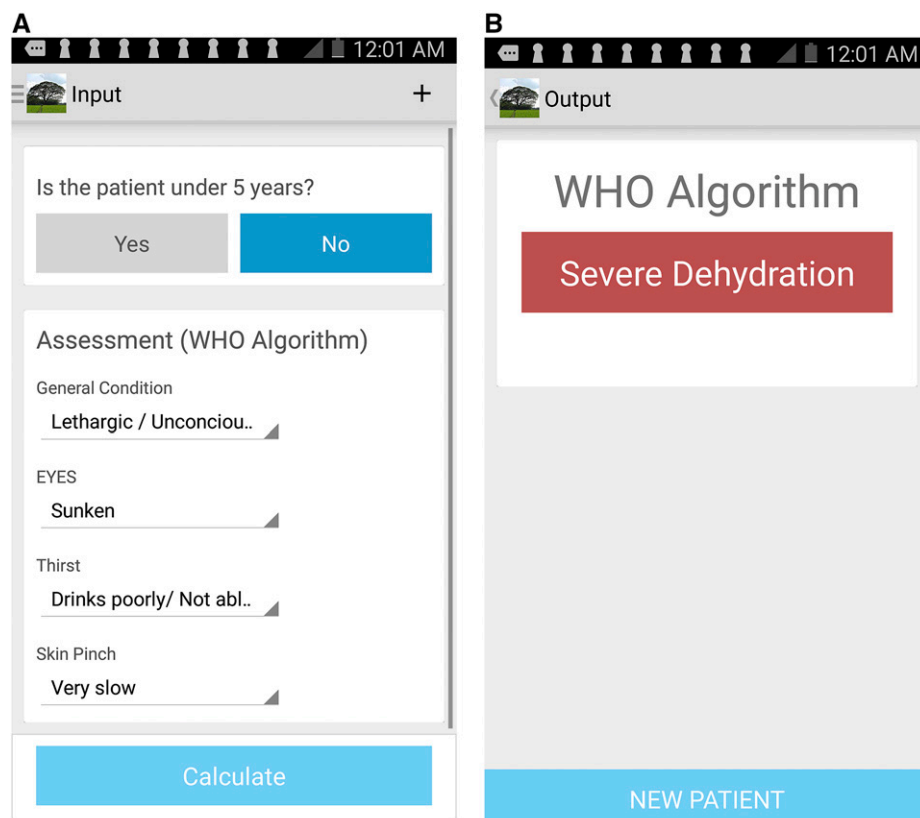 A
12:01 AM
Input
+
Is the patient under 5 years?
Yes
No
Assessment (WHO Algorithm)
General Condition
Lethargic / Unconciou..
EYES
Sunken
Thirst
Drinks poorly/ Not abl..
Skin Pinch
Very slow
Calculate
B
12:01 AM
Output
WHO Algorithm
Severe Dehydration
NEW PATIENT